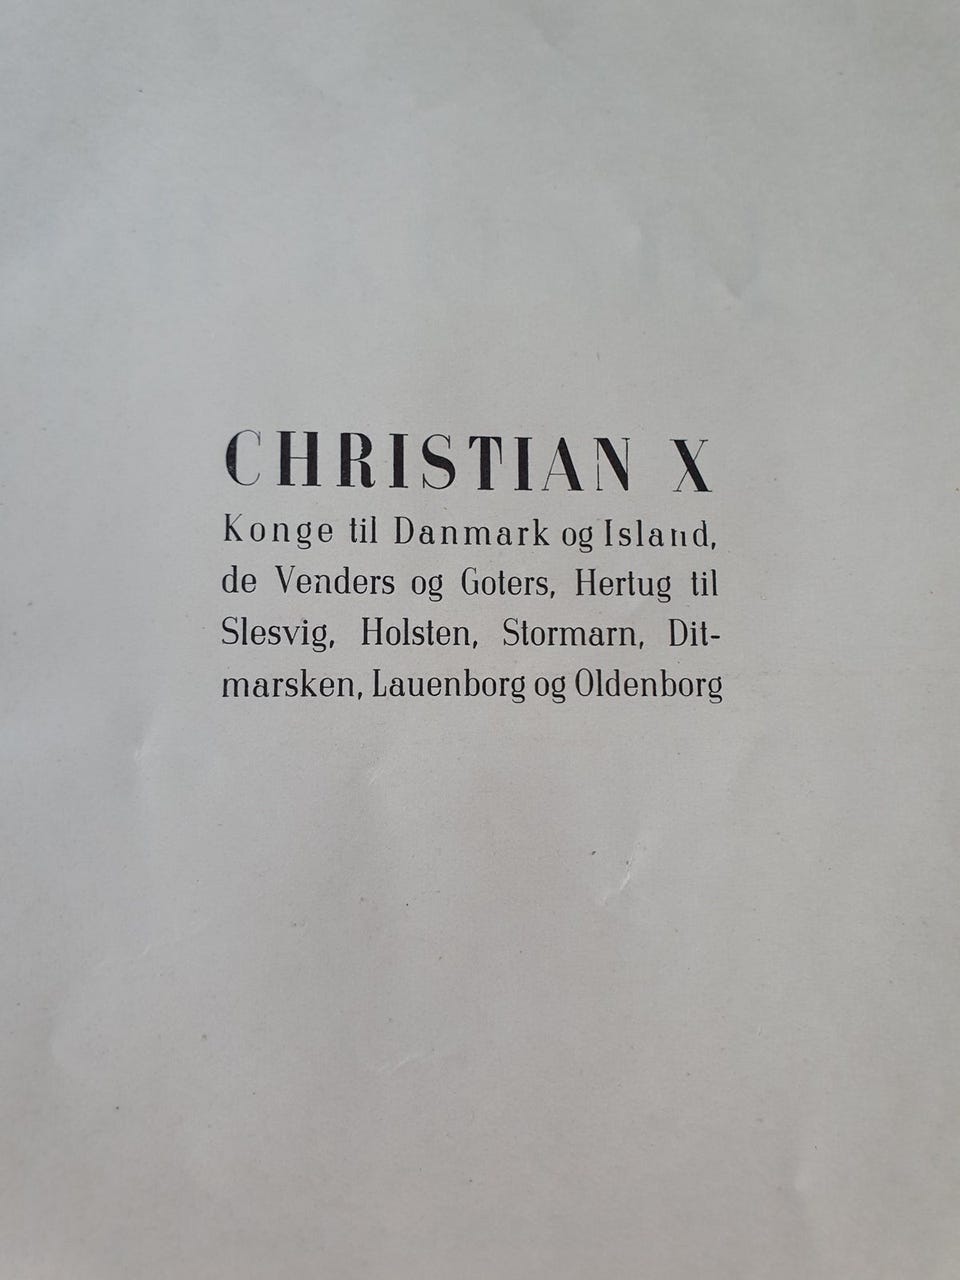 CHRISTIAN X
Konge til Danmark og Island,
de Venders og Goters, Hertug til
Slesvig, Holsten, Stormarn, Dit-
marsken, Lauenborg og Oldenborg